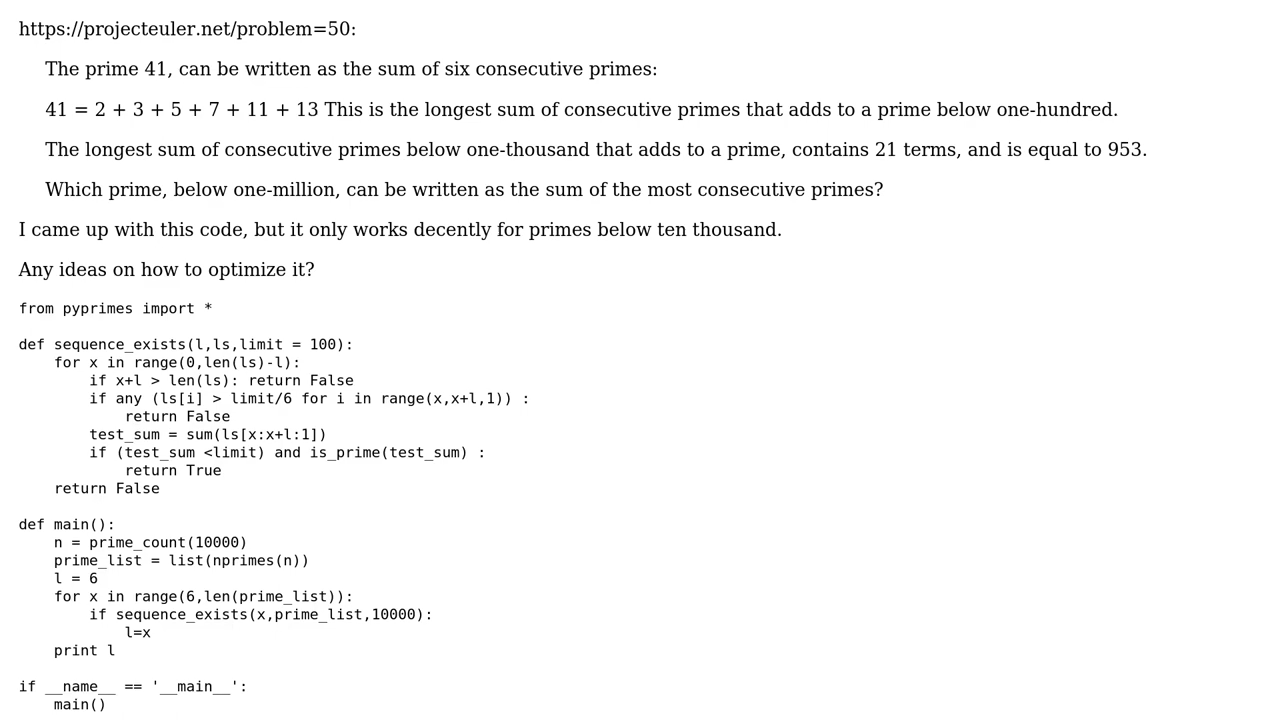 https://projecteuler.net/problem=50:
The prime 41, can be written as the sum of six consecutive primes:
41 = 2 + 3 + 5 + 7 + 11 + 13 This is the longest sum of consecutive primes that adds to a prime below one-hundred.
The longest sum of consecutive primes below one-thousand that adds to a prime, contains 21 terms, and is equal to 953.
Which prime, below one-million, can be written as the sum of the most consecutive primes?
I came up with this code, but it only works decently for primes below ten thousand.
Any ideas on how to optimize it?
from pyprimes import *
def sequence_exists(l,ls,limit = 100):
    for x in range(0,len(ls)-l):
        if x+l > len(ls): return False
        if any (ls[i] > limit/6 for i in range(x,x+l,1)) :
            return False
        test_sum = sum(ls[x:x+l:1])
        if (test_sum <limit) and is_prime(test_sum) :
            return True
    return False
def main():
    n = prime_count(10000)
    prime_list = list(nprimes(n))
    l = 6
    for x in range(6,len(prime_list)):
        if sequence_exists(x,prime_list,10000):
            l=x
    print l
if __name__ == '__main__':
    main()